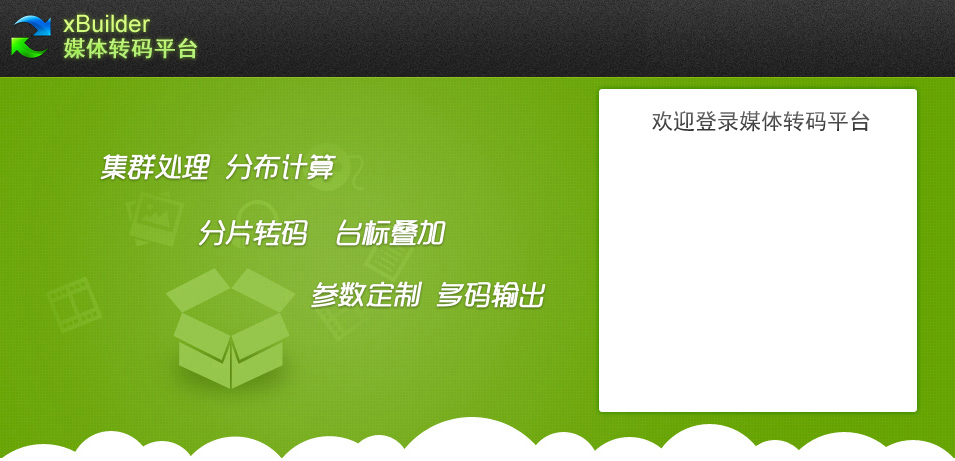 xBuilder
媒体转码平台
欢迎登录媒体转码平台
集群处理 分布计算
分片转码 台标叠加
参数定制 多码输出